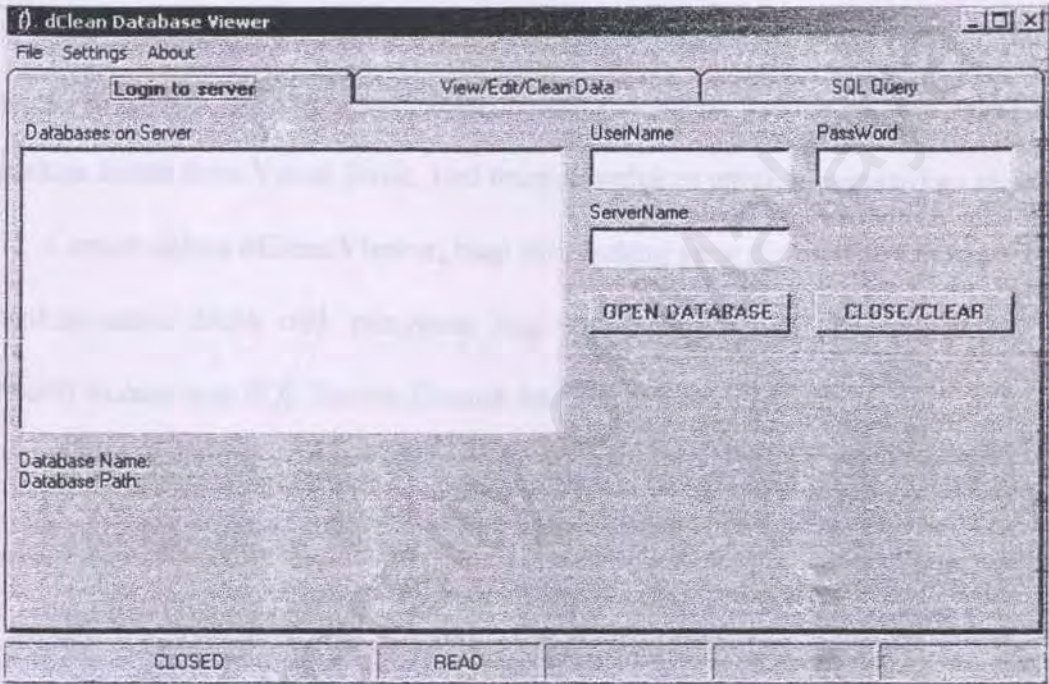 dClean Database Viewer
File Settings About
Login to server View/Edit/Clean Data SQL Query
Databases on Server UserName PassWord
ServerName
OPEN DATABASE CLOSE/CLEAR
Database Name:
Database Path:
CLOSED READ